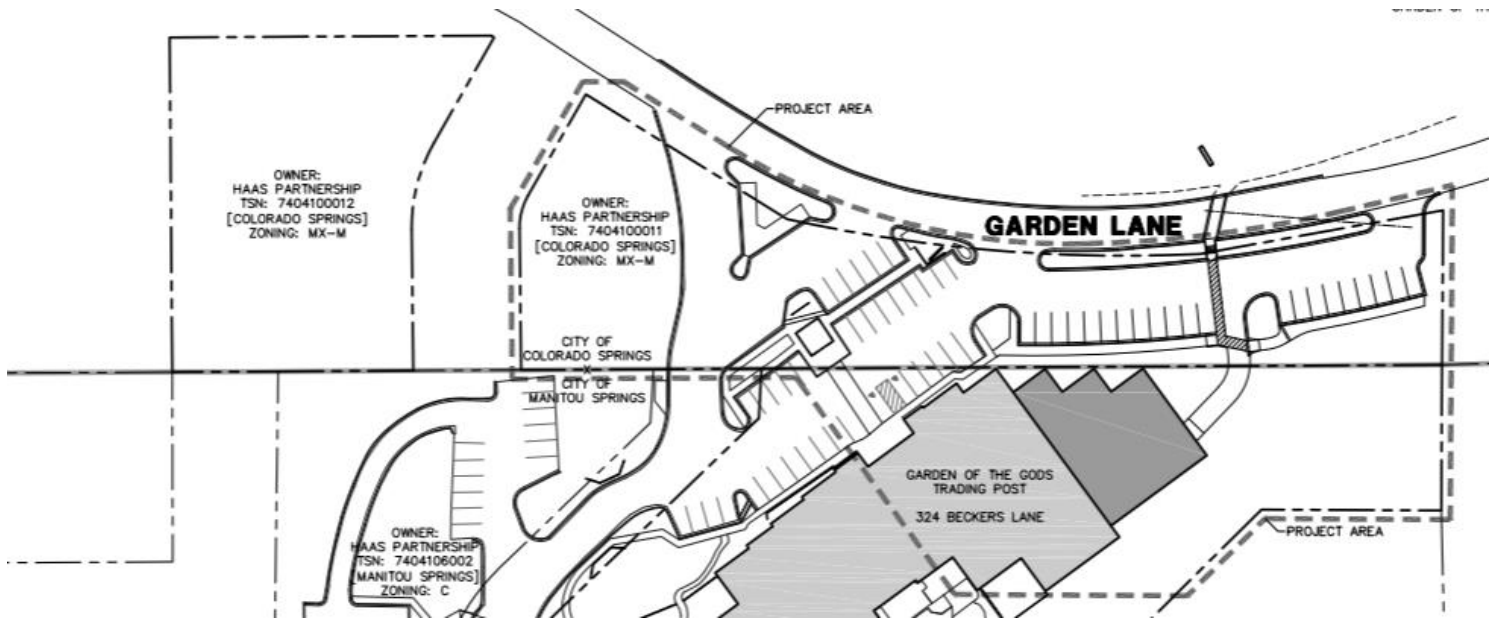 PROJECT AREA
OWNER:
HAAS PARTNERSHIP
TSN: 7404100012
[COLORADO SPRINGS]
ZONING: MX-M
OWNER:
HAAS PARTNERSHIP
TSN: 7404100011
[COLORADO SPRINGS]
ZONING: MX-M
GARDEN LANE
CITY OF
COLORADO SPRINGS
CITY OF
MANITOU SPRINGS
GARDEN OF THE GODS
TRADING POST
324 BECKERS LANE
PROJECT AREA
OWNER:
HAAS PARTNERSHIP
TSN: 7404106002
[MANITOU SPRINGS]
ZONING: C